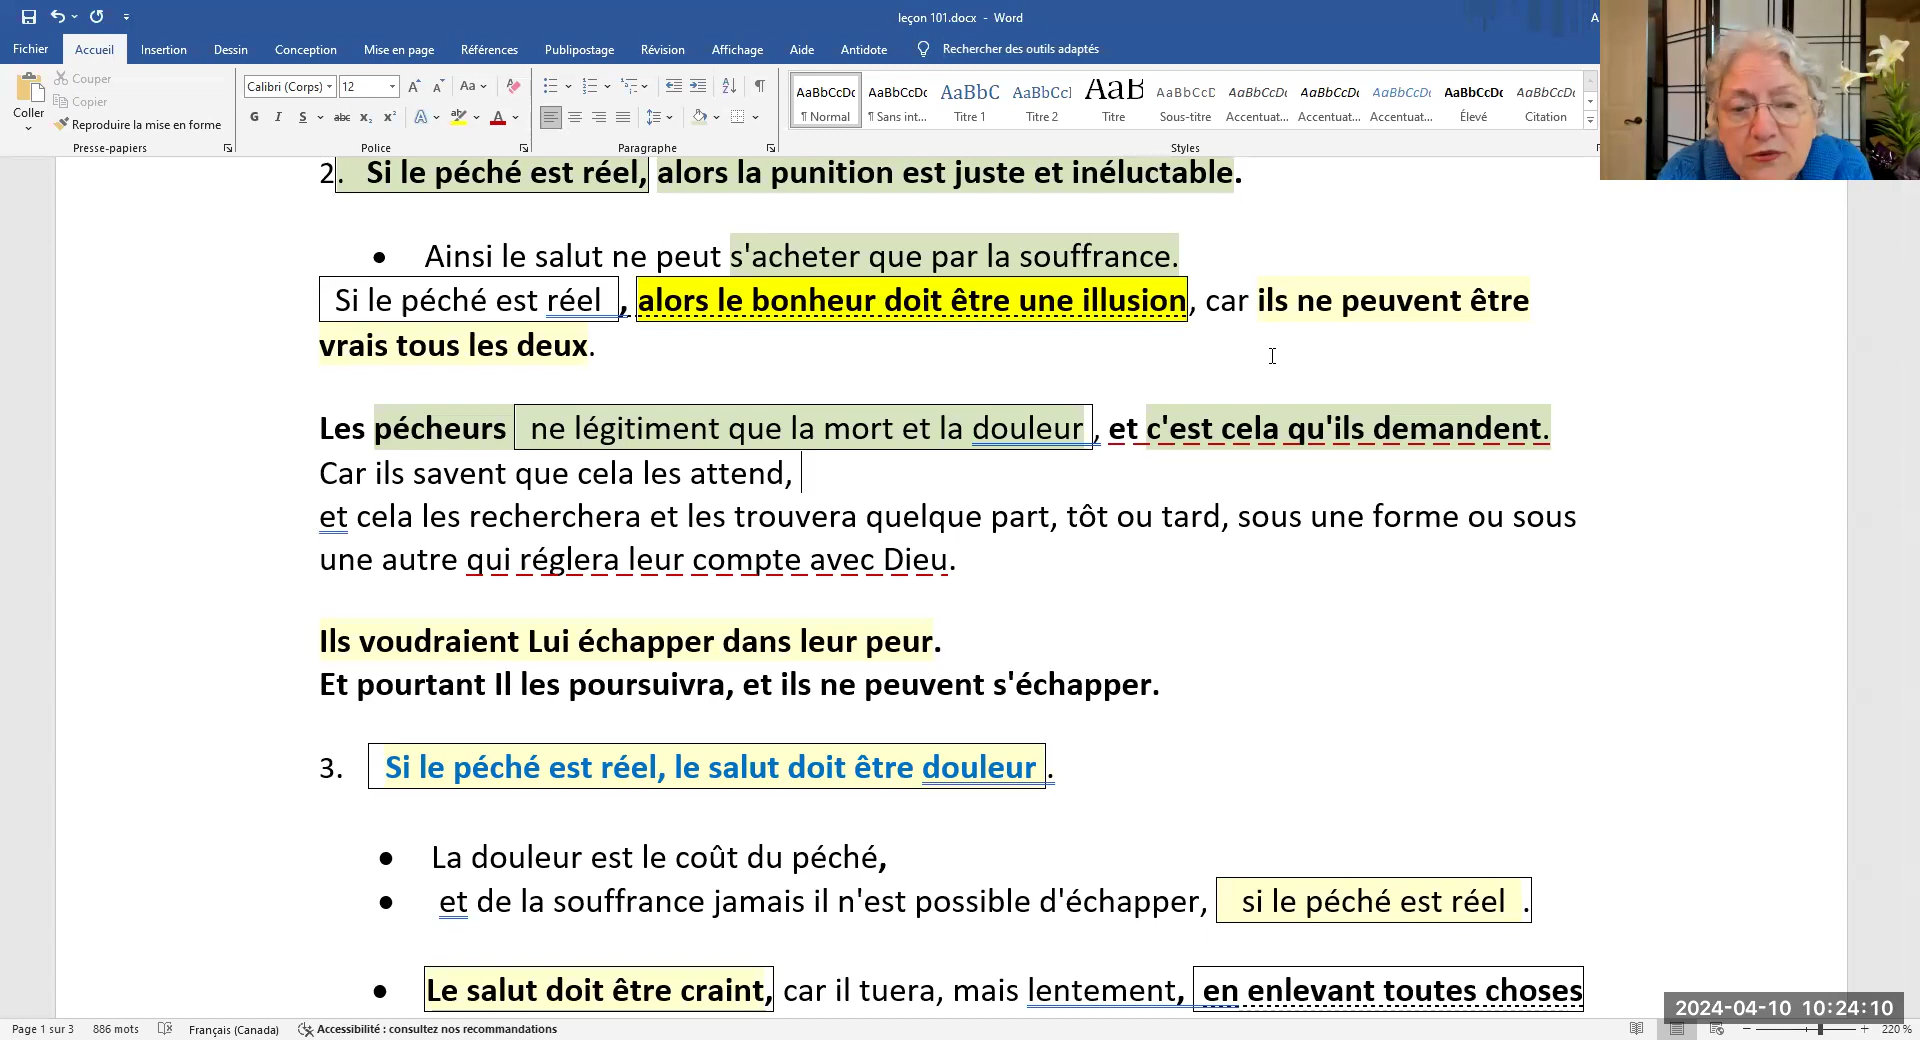 leçon 101.docx - Word
A
Fichier Accueil Insertion Dessin Conception Mise en page Références Publipostage Révision Affichage Aide Antidote Rechercher des outils adaptés
Coller
Couper
Copier
Reproduire la mise en forme
Presse-papiers
Calibri (Corps) 12
Police
Paragraphe
AaBbCcDc AaBbCcDc AaBbC AaBbCcI AaB AaBbCcD AaBbCcDc AaBbCcDc AaBbCcDc AaBbCcDc AaBbCcDc
¶ Normal ¶ Sans int... Titre 1 Titre 2 Titre Sous-titre Accentuat... Accentuat... Accentuat... Élevé Citation
Styles
2. Si le péché est réel, alors la punition est juste et inéluctable.
• Ainsi le salut ne peut s'acheter que par la souffrance.
Si le péché est réel , alors le bonheur doit être une illusion, car ils ne peuvent être
vrais tous les deux.
Les pécheurs ne légitiment que la mort et la douleur , et c'est cela qu'ils demandent.
Car ils savent que cela les attend,
et cela les recherchera et les trouvera quelque part, tôt ou tard, sous une forme ou sous
une autre qui réglera leur compte avec Dieu.
Ils voudraient Lui échapper dans leur peur.
Et pourtant Il les poursuivra, et ils ne peuvent s'échapper.
3. Si le péché est réel, le salut doit être douleur .
• La douleur est le coût du péché,
• et de la souffrance jamais il n'est possible d'échapper, si le péché est réel .
• Le salut doit être craint, car il tuera, mais lentement, en enlevant toutes choses
2024-04-10 10:24:10
Page 1 sur 3 886 mots Français (Canada) Accessibilité : consultez nos recommandations 220 %